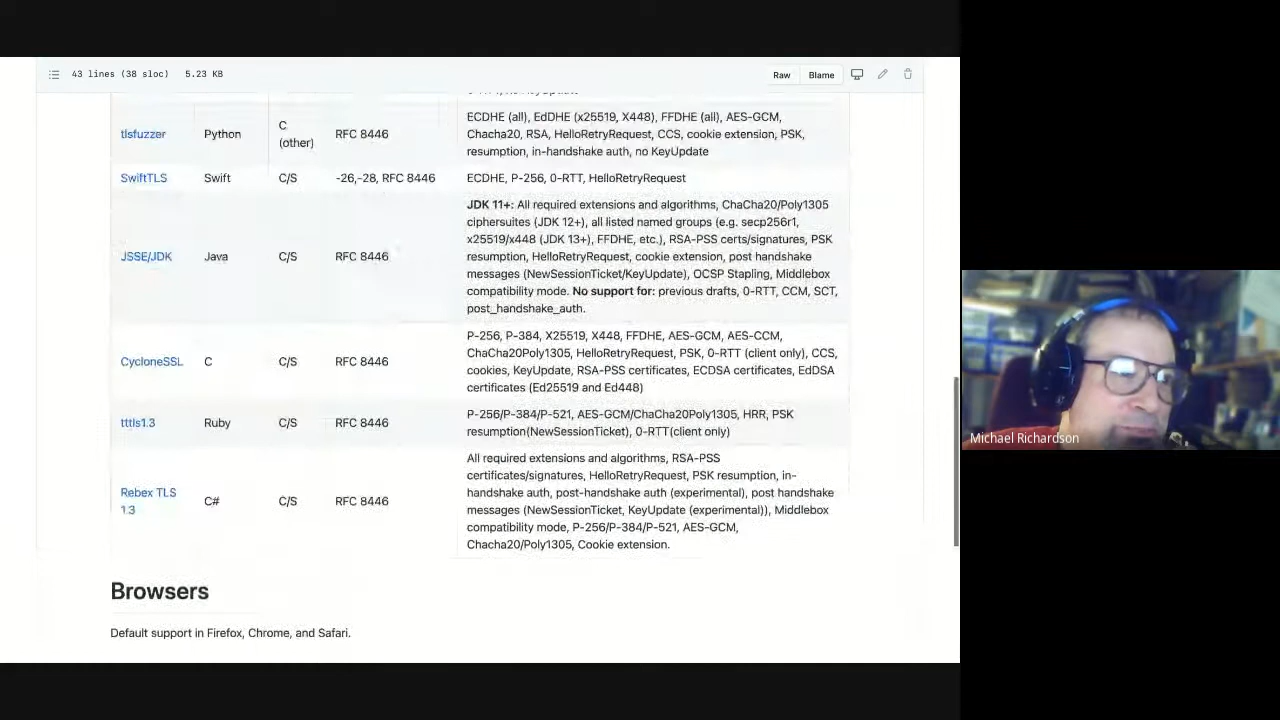 43 lines (38 sloc) 5.23 KB
Raw Blame
tlsfuzzer Python C (other) RFC 8446 ECDHE (all), EdDHE (x25519, X448), FFDHE (all), AES-GCM,
Chacha20, RSA, HelloRetryRequest, CCS, cookie extension, PSK,
resumption, in-handshake auth, no KeyUpdate
SwiftTLS Swift C/S -26,-28, RFC 8446 ECDHE, P-256, 0-RTT, HelloRetryRequest
JSSE/JDK Java C/S RFC 8446 JDK 11+: All required extensions and algorithms, ChaCha20/Poly1305
ciphersuites (JDK 12+), all listed named groups (e.g. secp256r1,
x25519/x448 (JDK 13+), FFDHE, etc.), RSA-PSS certs/signatures, PSK
resumption, HelloRetryRequest, cookie extension, post handshake
messages (NewSessionTicket/KeyUpdate), OCSP Stapling, Middlebox
compatibility mode. No support for: previous drafts, 0-RTT, CCM, SCT,
post_handshake_auth.
CycloneSSL C C/S RFC 8446 P-256, P-384, X25519, X448, FFDHE, AES-GCM, AES-CCM,
ChaCha20Poly1305, HelloRetryRequest, PSK, 0-RTT (client only), CCS,
cookies, KeyUpdate, RSA-PSS certificates, ECDSA certificates, EdDSA
certificates (Ed25519 and Ed448)
tttls1.3 Ruby C/S RFC 8446 P-256/P-384/P-521, AES-GCM/ChaCha20Poly1305, HRR, PSK
resumption(NewSessionTicket), 0-RTT(client only)
Rebex TLS 1.3 C# C/S RFC 8446 All required extensions and algorithms, RSA-PSS
certificates/signatures, HelloRetryRequest, PSK resumption, in-
handshake auth, post-handshake auth (experimental), post handshake
messages (NewSessionTicket, KeyUpdate (experimental)), Middlebox
compatibility mode, P-256/P-384/P-521, AES-GCM,
Chacha20/Poly1305, Cookie extension.
Browsers
Default support in Firefox, Chrome, and Safari.
Michael Richardson